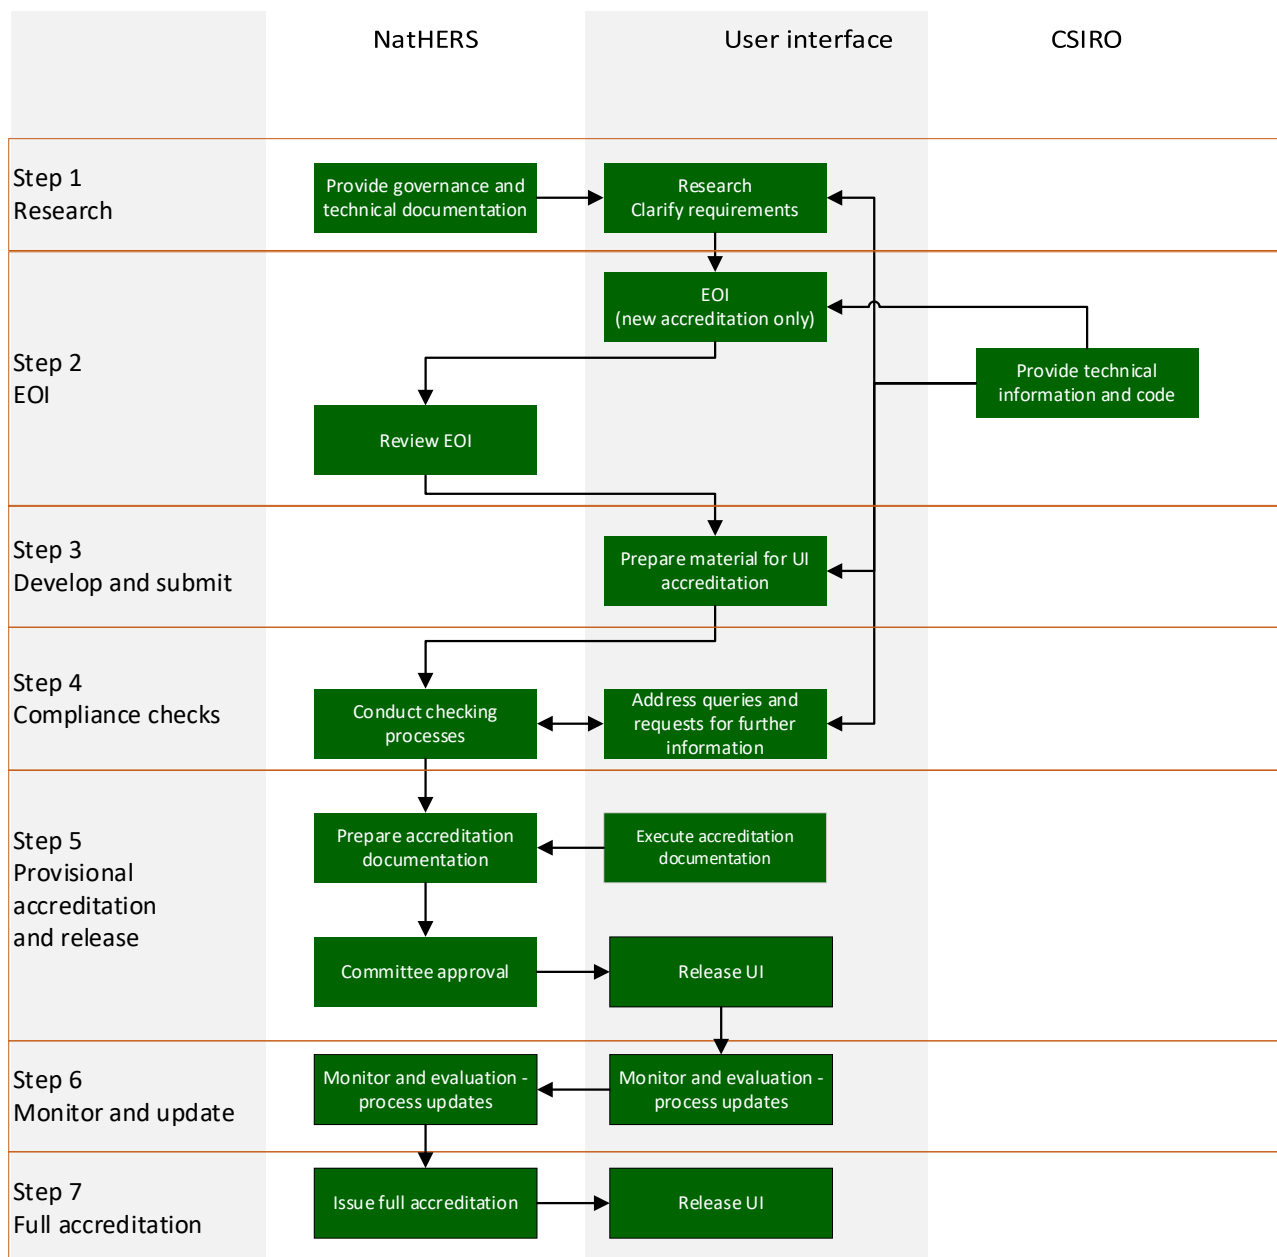 NatHERS
User interface
CSIRO
Step 1
Research
Provide governance and
technical documentation
Research
Clarify requirements
Step 2
EOI
EOI
(new accreditation only)
Provide technical
information and code
Review EOI
Step 3
Develop and submit
Prepare material for UI
accreditation
Step 4
Compliance checks
Conduct checking
processes
Address queries and
requests for further
information
Step 5
Provisional
accreditation
and release
Prepare accreditation
documentation
Execute accreditation
documentation
Committee approval
Release UI
Step 6
Monitor and update
Monitor and evaluation -
process updates
Monitor and evaluation -
process updates
Step 7
Full accreditation
Issue full accreditation
Release UI